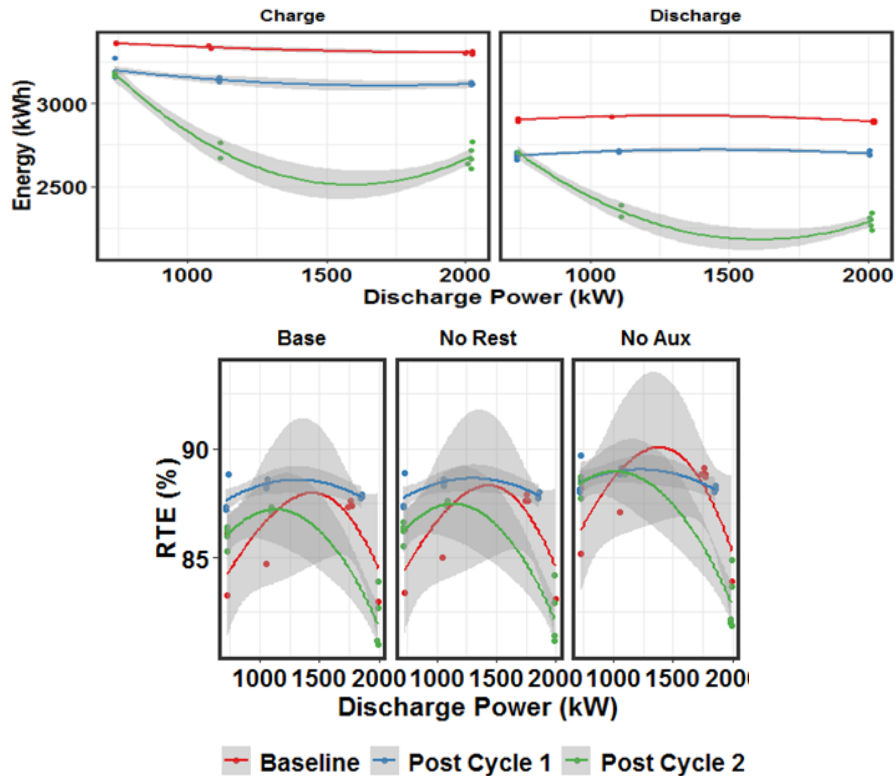 Charge Discharge
Energy (kWh)
3000
2500
1000 1500 2000 1000 1500 2000
Discharge Power (kW)
Base No Rest No Aux
RTE (%)
90
85
1000 1500 2000 1000 1500 2000 1000 1500 200
Discharge Power (kW)
Baseline Post Cycle 1 Post Cycle 2